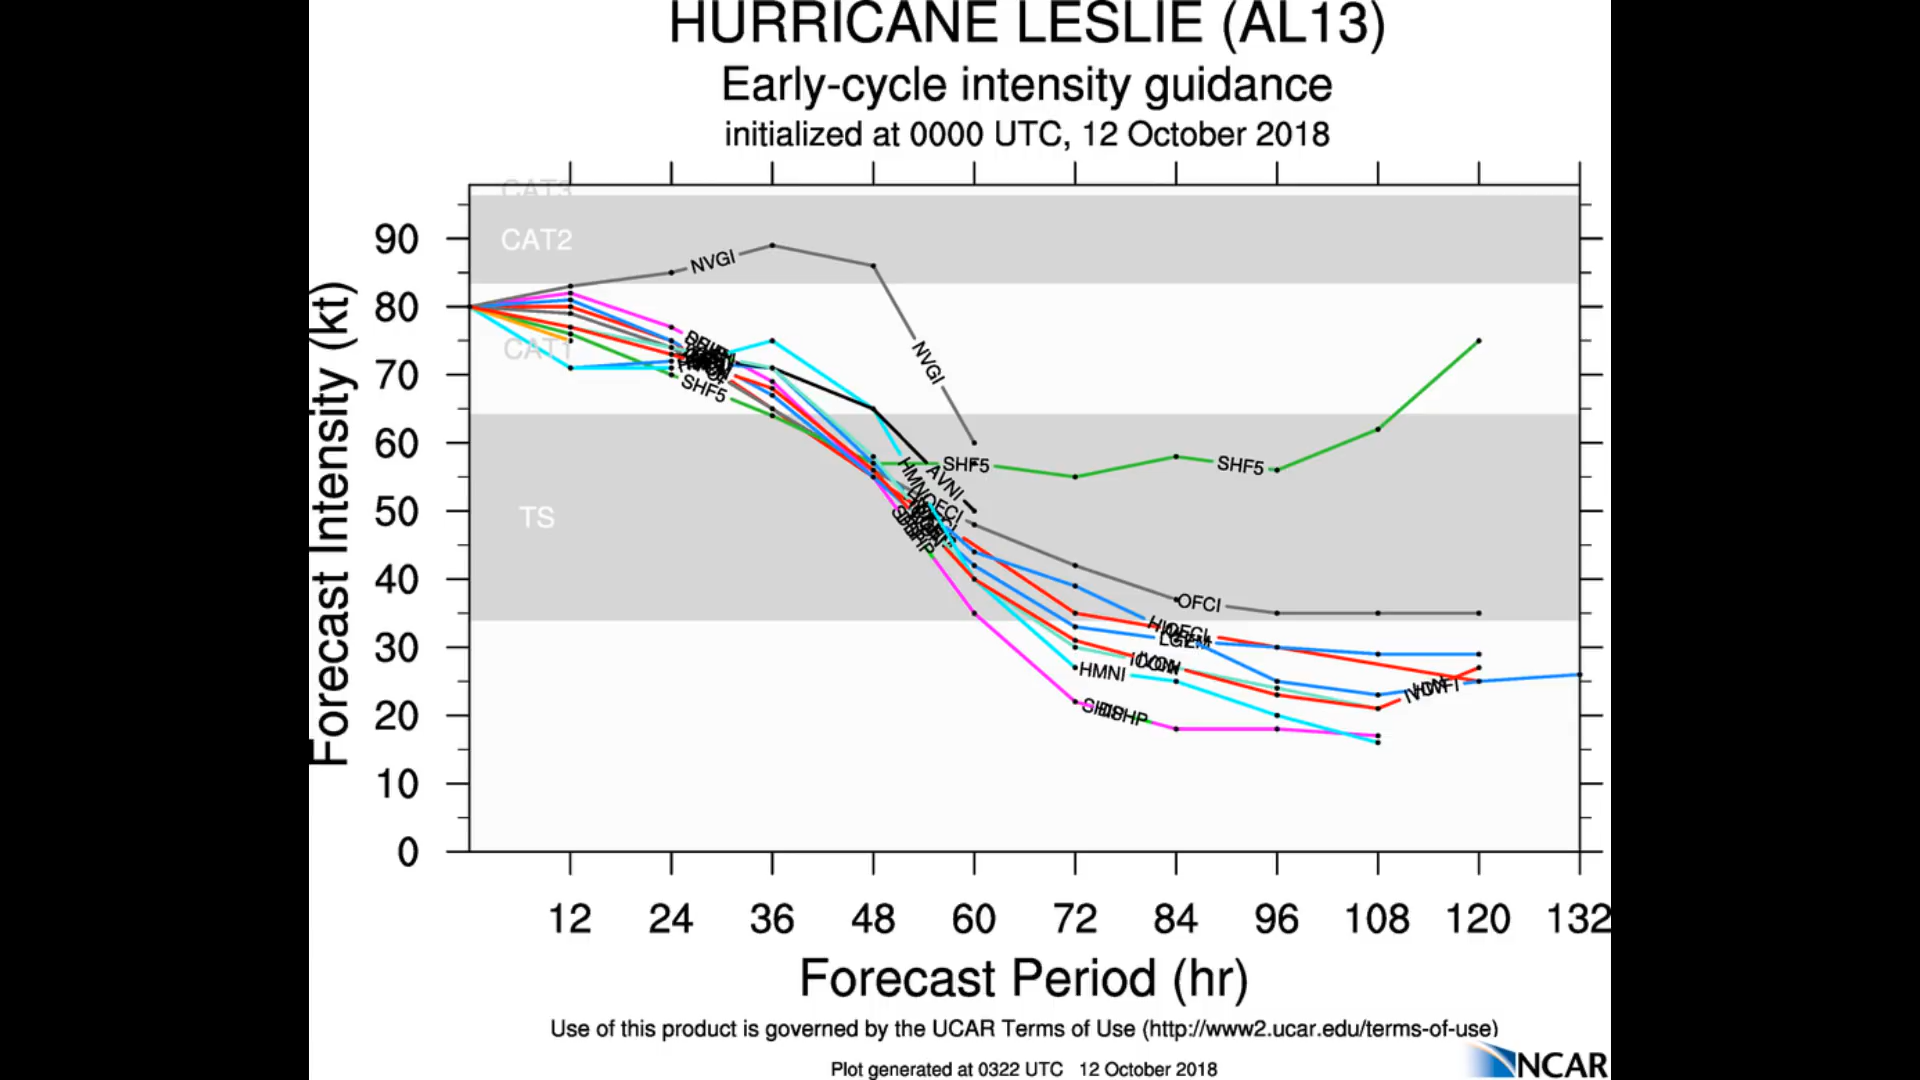 HURRICANE LESLIE (AL13)
Early-cycle intensity guidance
initialized at 0000 UTC, 12 October 2018
CAT3
CAT2
CAT1
TS
Forecast Intensity (kt)
90
80
70
60
50
40
30
20
10
0
NVGI
NVGI
SHF5
SHF5
SHF5
AVNI
OFCI
LGEM
HMNI
DSHP
12 24 36 48 60 72 84 96 108 120 132
Forecast Period (hr)
Use of this product is governed by the UCAR Terms of Use (http://www2.ucar.edu/terms-of-use)
Plot generated at 0322 UTC 12 October 2018
NCAR